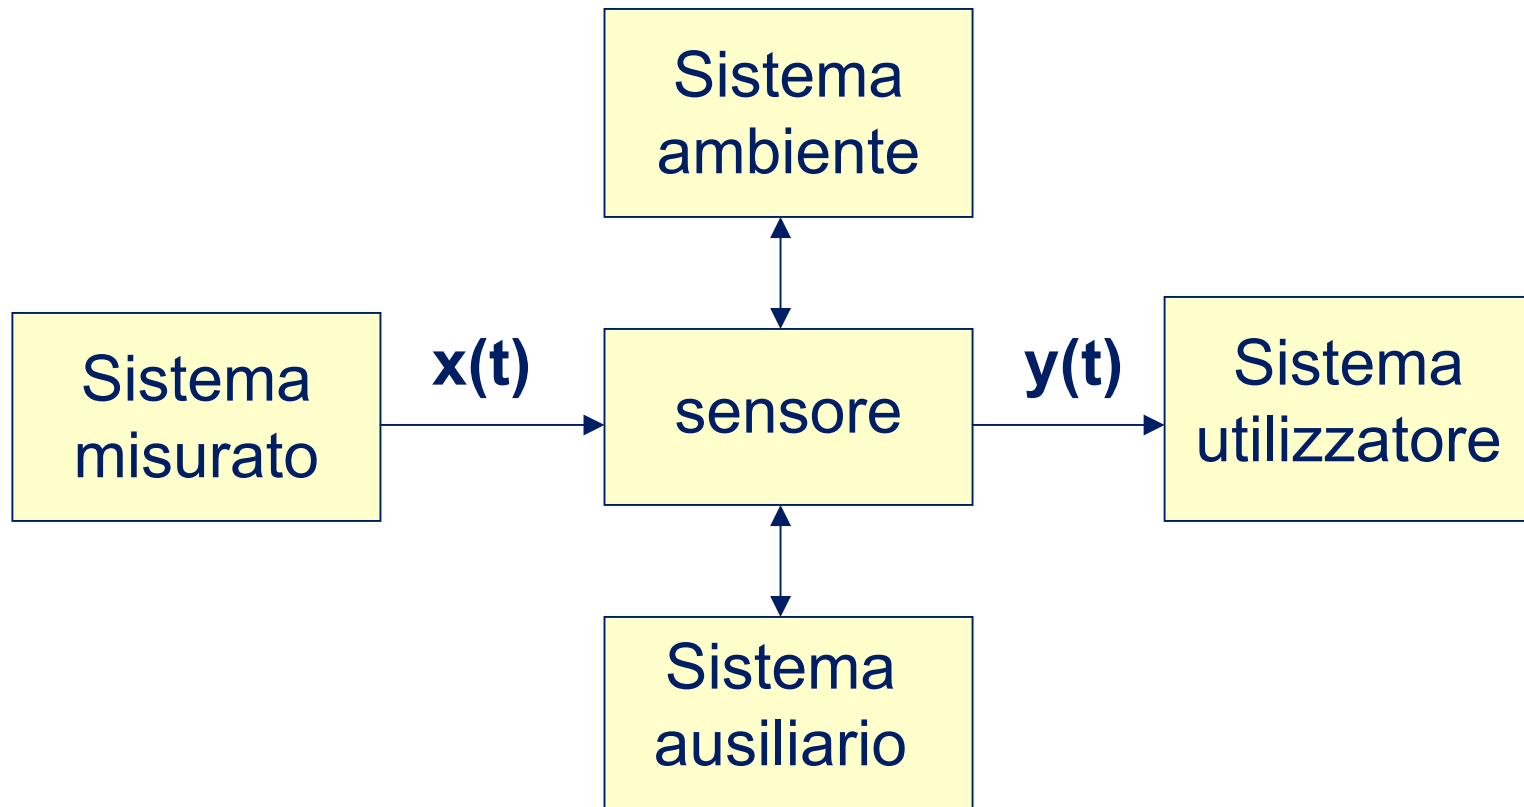 Sistema
ambiente
Sistema
misurato
x(t)
sensore
y(t)
Sistema
utilizzatore
Sistema
ausiliario